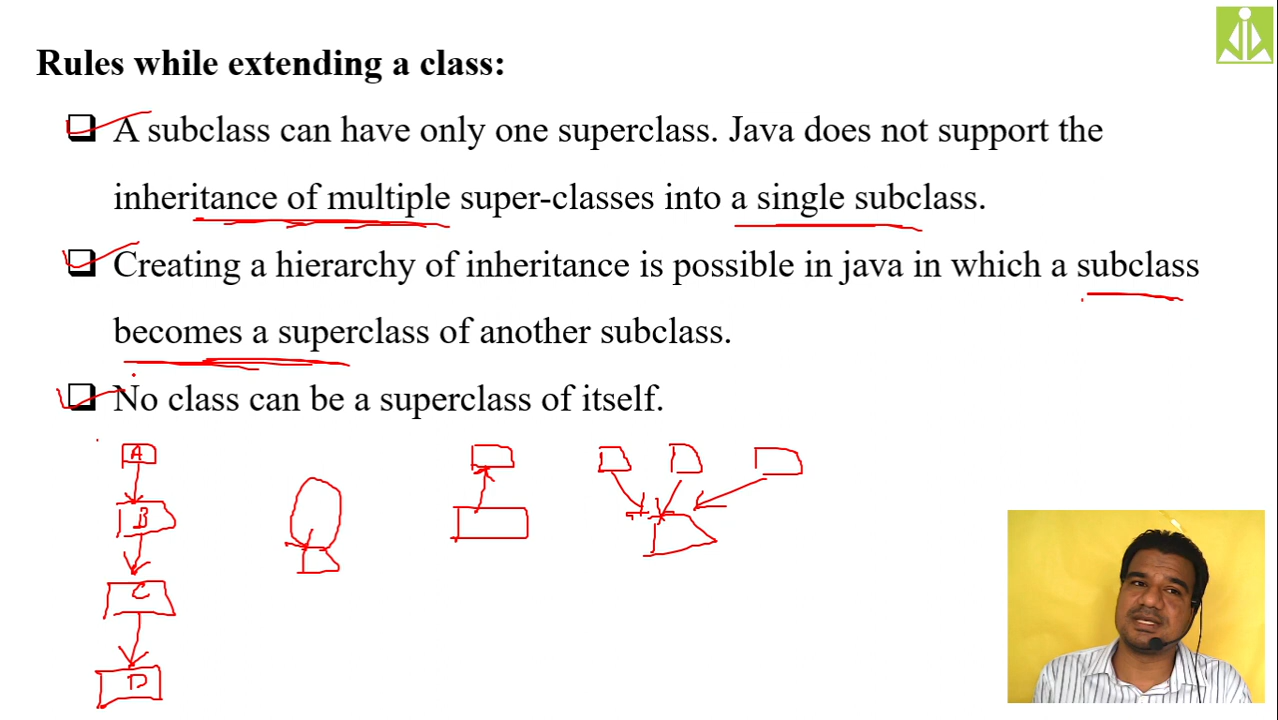 Rules while extending a class:
A subclass can have only one superclass. Java does not support the
inheritance of multiple super-classes into a single subclass.
Creating a hierarchy of inheritance is possible in java in which a subclass
becomes a superclass of another subclass.
No class can be a superclass of itself.
A
B
C
D